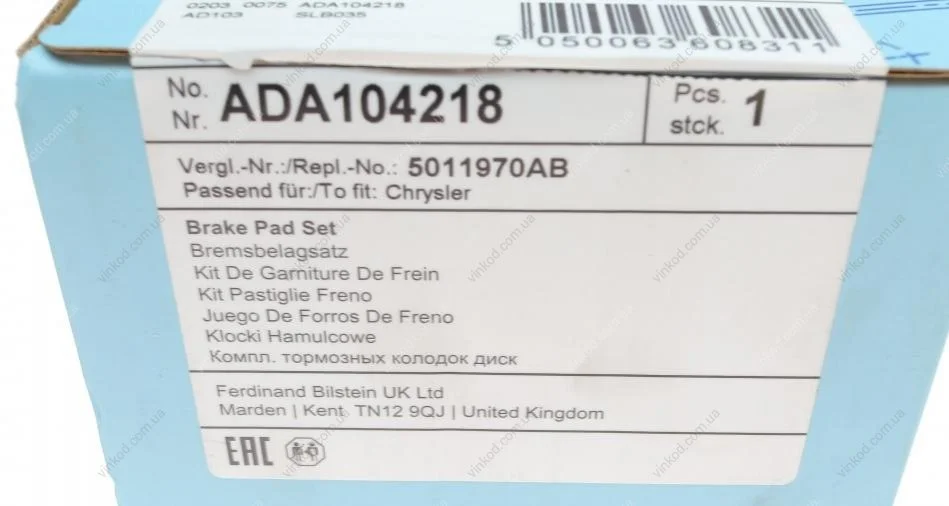 0203 0075 ADA104218
AD103 SLB035
5 050063 608311
No.
Nr. ADA104218
Pcs.
stck. 1
Vergl.-Nr.:/Repl.-No.: 5011970AB
Passend für:/To fit: Chrysler
Brake Pad Set
Bremsbelagsatz
Kit De Garniture De Frein
Kit Pastiglie Freno
Juego De Forros De Freno
Klocki Hamulcowe
Компл. тормозных колодок диск
Ferdinand Bilstein UK Ltd
Marden | Kent TN12 9QJ | United Kingdom
EAC
vinkod.com.ua